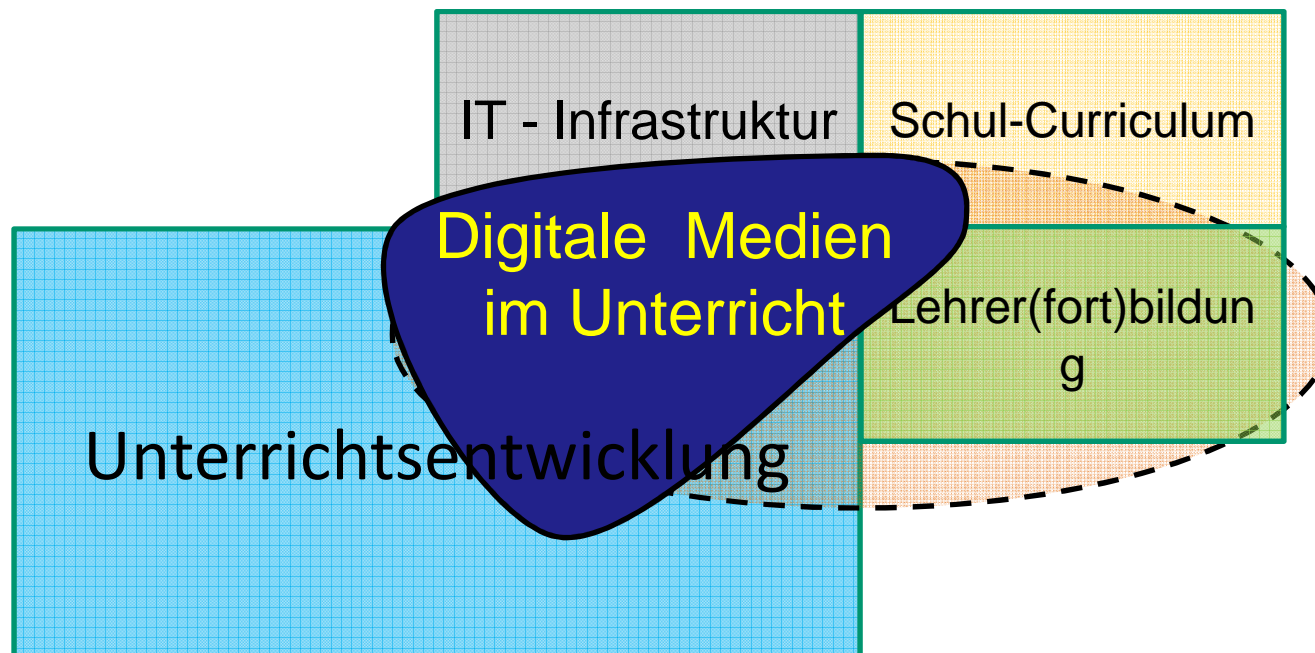 IT - Infrastruktur
Schul-Curriculum
Digitale Medien
im Unterricht
Lehrer(fort)bildun
g
Unterrichtsentwicklung